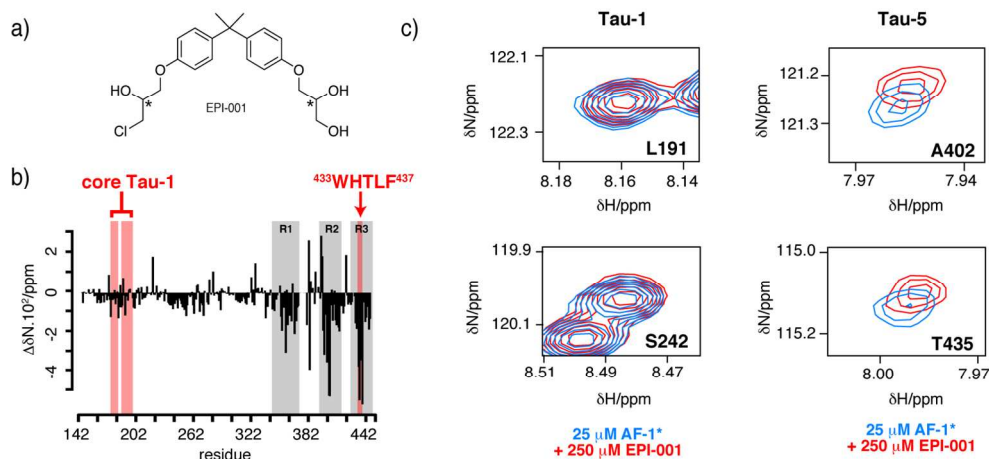 a)
O
O
HO
*
*
OH
EPI-001
Cl
OH
b)
core Tau-1
⁴³³WHTLF⁴³⁷
R1
R2
R3
ΔδN.10²/ppm
2
0
-2
-4
142
202
262
322
382
442
residue
c)
Tau-1
Tau-5
δN/ppm
122.1
122.3
L191
8.18
8.16
8.14
δH/ppm
δN/ppm
121.2
121.3
A402
7.97
7.94
δH/ppm
δN/ppm
119.9
120.1
S242
8.51
8.49
8.47
δH/ppm
δN/ppm
115.0
115.2
T435
8.00
7.97
δH/ppm
25 μM AF-1*
+ 250 μM EPI-001
25 μM AF-1*
+ 250 μM EPI-001